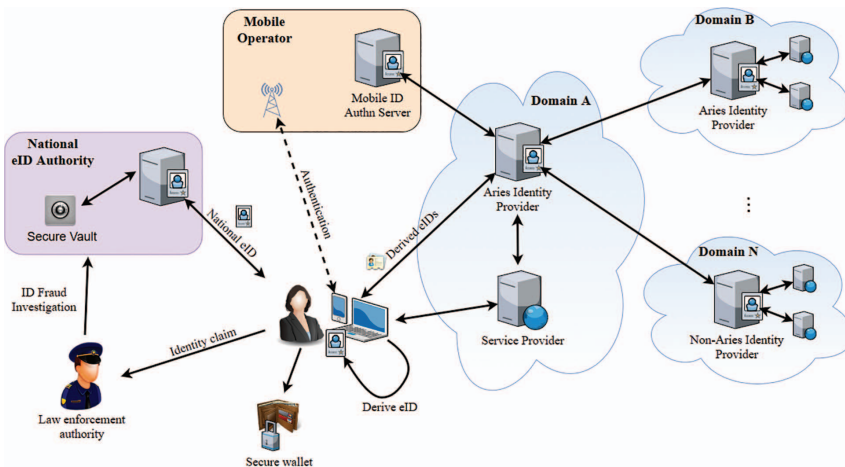 Mobile
Operator
Mobile ID
Authn Server
Domain A
Aries Identity
Provider
Domain B
Aries Identity
Provider
National
eID Authority
Secure Vault
National eID
Authentication
Derived eIDs
⋮
Domain N
Non-Aries Identity
Provider
Service Provider
ID Fraud
Investigation
Identity claim
Law enforcement
authority
Derive eID
Secure wallet